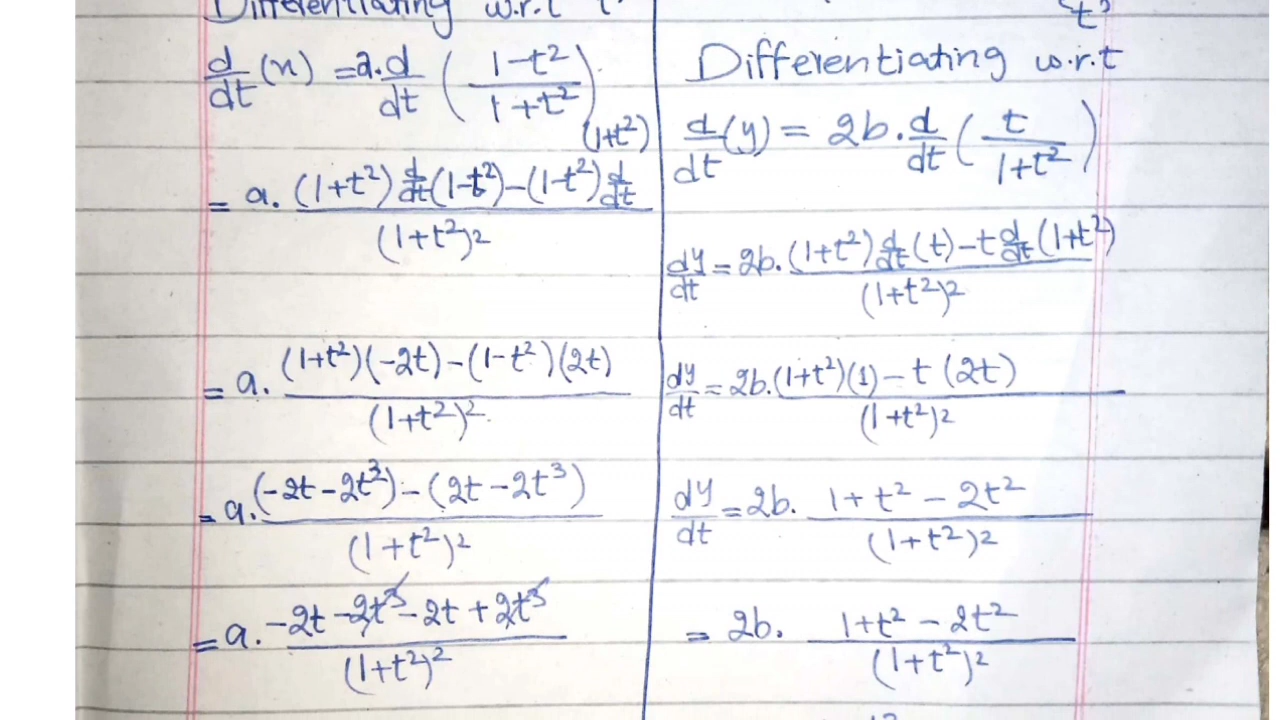 Differentiating w.r.t 't'
d/dt (x) = a.d/dt ( 1-t² / 1+t² )
= a. (1+t²) d/dt (1-t²) - (1-t²) d/dt (1+t²) / (1+t²)²
= a. (1+t²)(-2t) - (1-t²)(2t) / (1+t²)²
= a. (-2t - 2t³) - (2t - 2t³) / (1+t²)²
= a. -2t - 2t³ - 2t + 2t³ / (1+t²)²
't'
Differentiating w.r.t
d/dt (y) = 2b. d/dt ( t / 1+t² )
dy/dt = 2b. (1+t²) d/dt (t) - t d/dt (1+t²) / (1+t²)²
dy/dt = 2b. (1+t²)(1) - t (2t) / (1+t²)²
dy/dt = 2b. 1+t² - 2t² / (1+t²)²
= 2b. 1+t² - 2t² / (1+t²)²